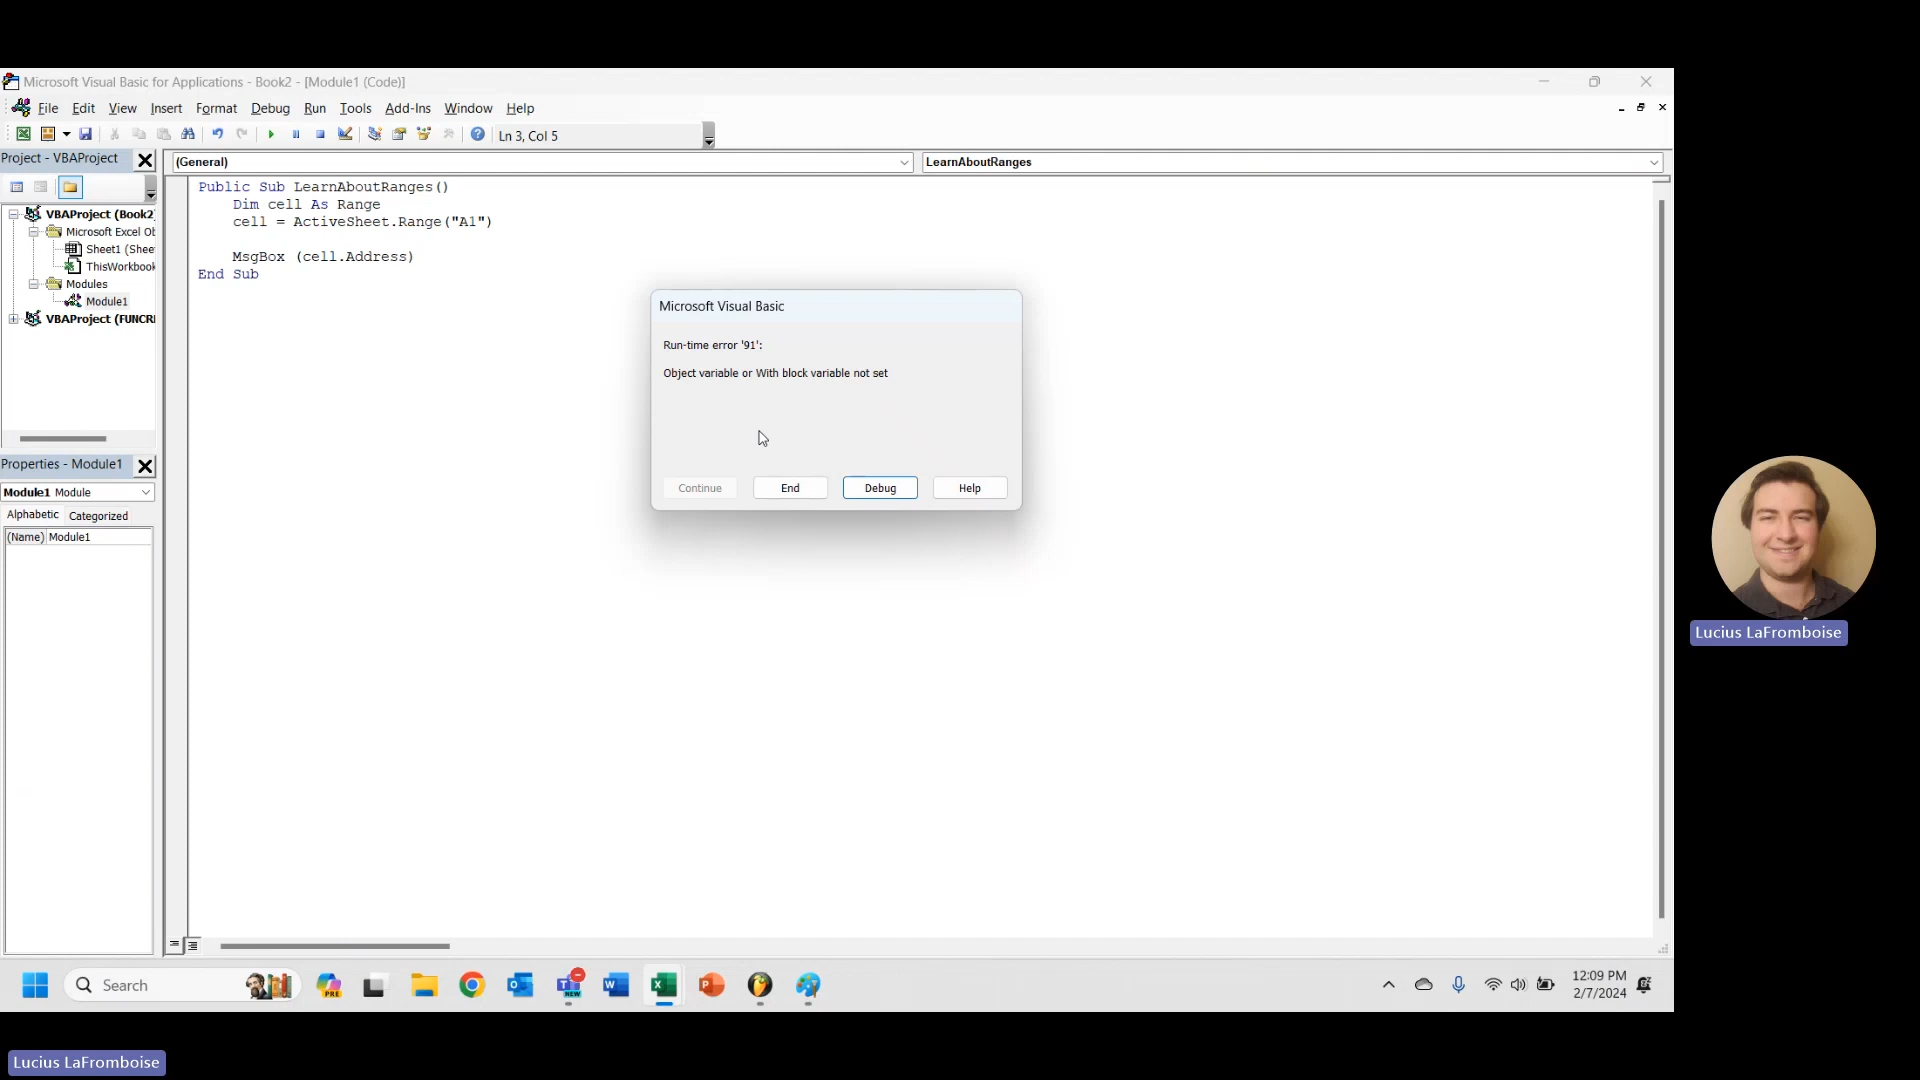 Microsoft Visual Basic for Applications - Book2 - [Module1 (Code)]
File Edit View Insert Format Debug Run Tools Add-Ins Window Help
Ln 3, Col 5
Project - VBAProject
(General)
LearnAboutRanges
VBAProject (Book2
Microsoft Excel Ob
Sheet1 (Shee
ThisWorkbook
Modules
Module1
VBAProject (FUNCRI
Public Sub LearnAboutRanges()
Dim cell As Range
cell = ActiveSheet.Range("A1")
MsgBox (cell.Address)
End Sub
Microsoft Visual Basic
Run-time error '91':
Object variable or With block variable not set
Continue End Debug Help
Properties - Module1
Module1 Module
Alphabetic Categorized
(Name) Module1
Search
PRE
NEW
12:09 PM
2/7/2024
Lucius LaFromboise
Lucius LaFromboise